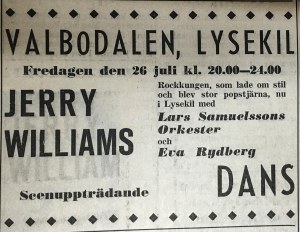 VALBODALEN, LYSEKIL
Fredagen den 26 juli kl. 20.00—24.00
JERRY
WILLIAMS
Scenuppträdande
Rockkungen, som lade om stil
och blev stor popstjärna, nu
i Lysekil med
Lars Samuelssons
Orkester
och
Eva Rydberg
DANS